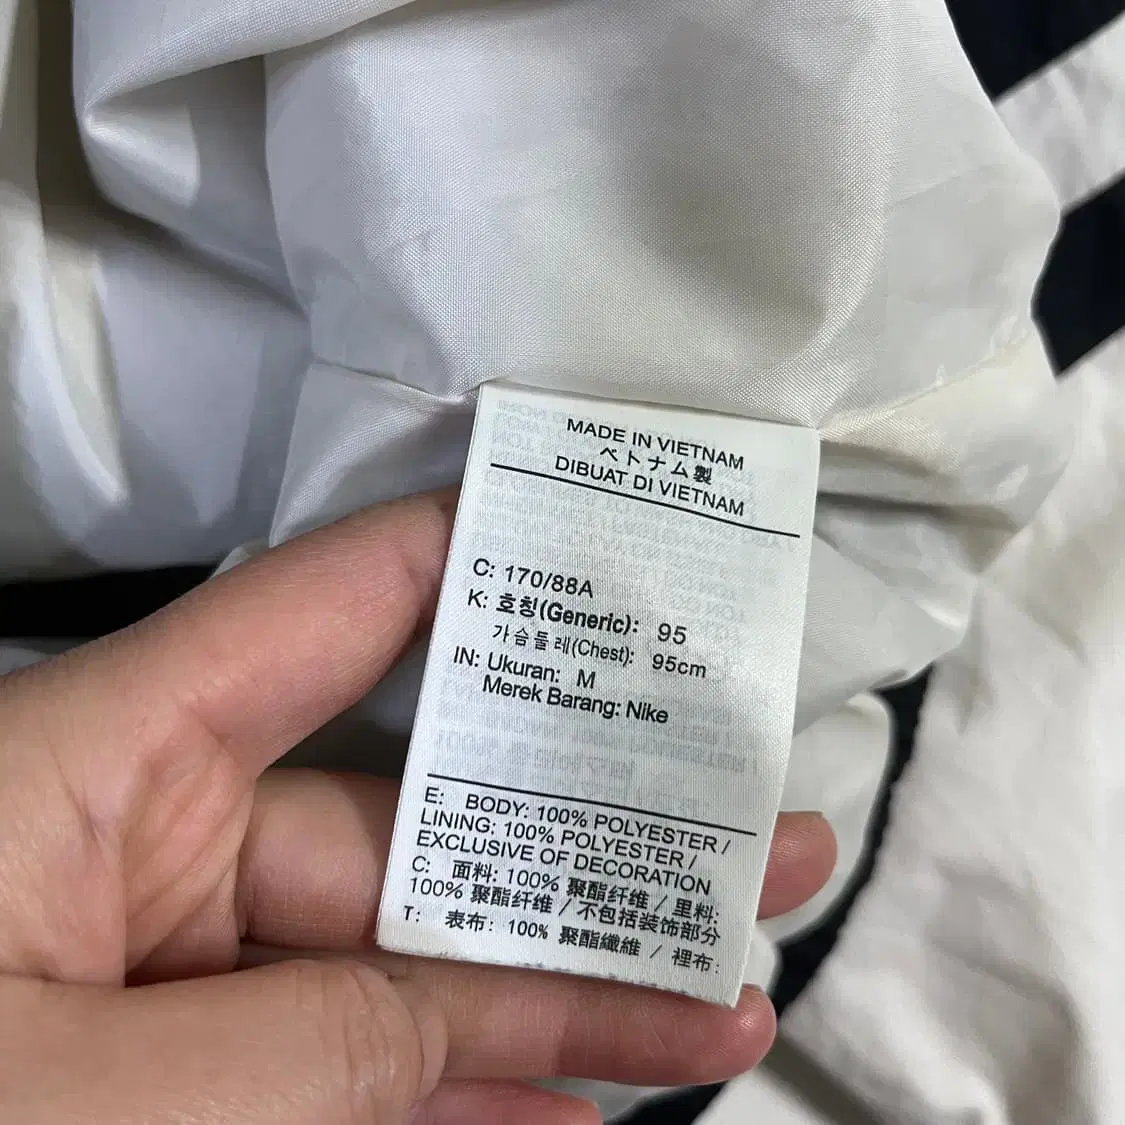 MADE IN VIETNAM
ベトナム製
DIBUAT DI VIETNAM
C: 170/88A
K: 호칭(Generic): 95
가슴둘레(Chest): 95cm
IN: Ukuran: M
Merek Barang: Nike
E: BODY: 100% POLYESTER /
LINING: 100% POLYESTER /
EXCLUSIVE OF DECORATION
C: 面料: 100% 聚酯纤维 / 里料:
100% 聚酯纤维 / 不包括装饰部分
T: 表布: 100% 聚酯纖維 / 裡布: